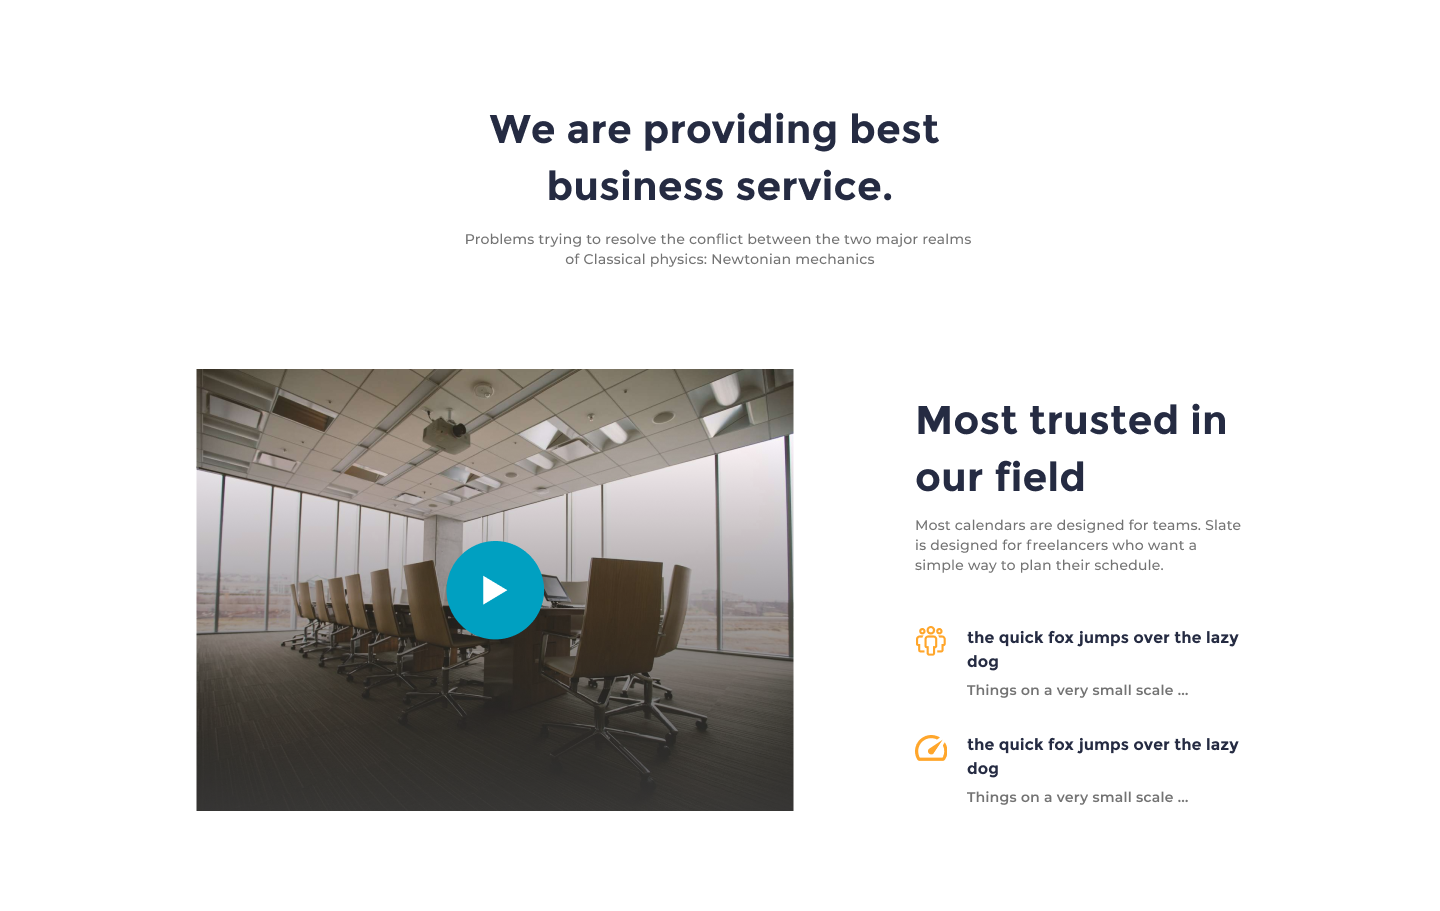 We are providing best
business service.
Problems trying to resolve the conflict between the two major realms
of Classical physics: Newtonian mechanics
Most trusted in
our field
Most calendars are designed for teams. Slate
is designed for freelancers who want a
simple way to plan their schedule.
the quick fox jumps over the lazy
dog
Things on a very small scale ...
the quick fox jumps over the lazy
dog
Things on a very small scale ...